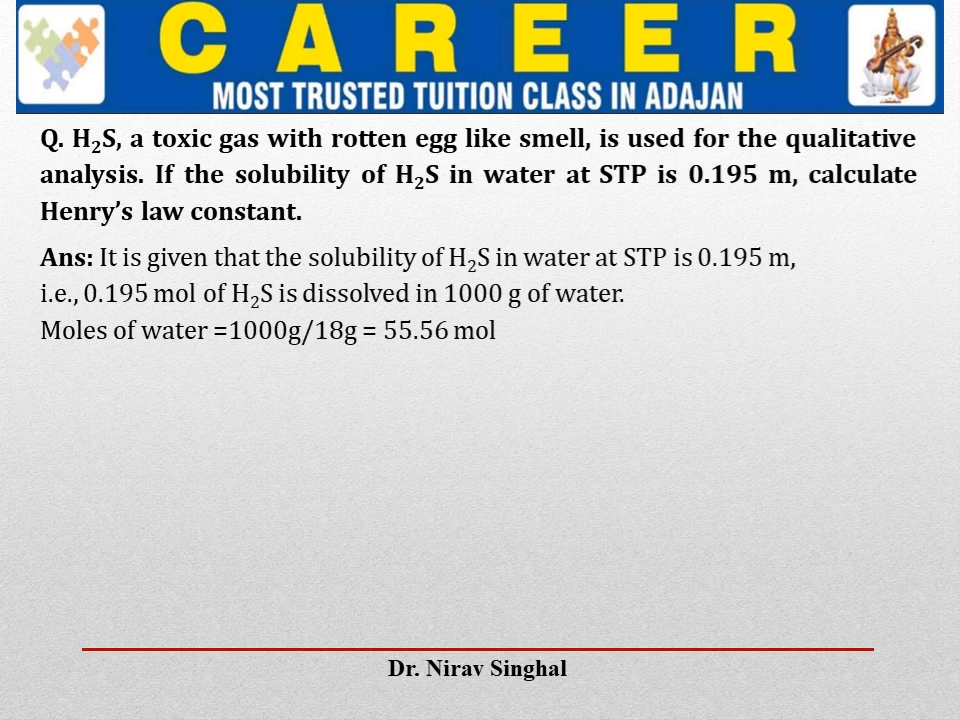 CAREER
MOST TRUSTED TUITION CLASS IN ADAJAN
Q. H₂S, a toxic gas with rotten egg like smell, is used for the qualitative
analysis. If the solubility of H₂S in water at STP is 0.195 m, calculate
Henry’s law constant.
Ans: It is given that the solubility of H₂S in water at STP is 0.195 m,
i.e., 0.195 mol of H₂S is dissolved in 1000 g of water.
Moles of water =1000g/18g = 55.56 mol
Dr. Nirav Singhal